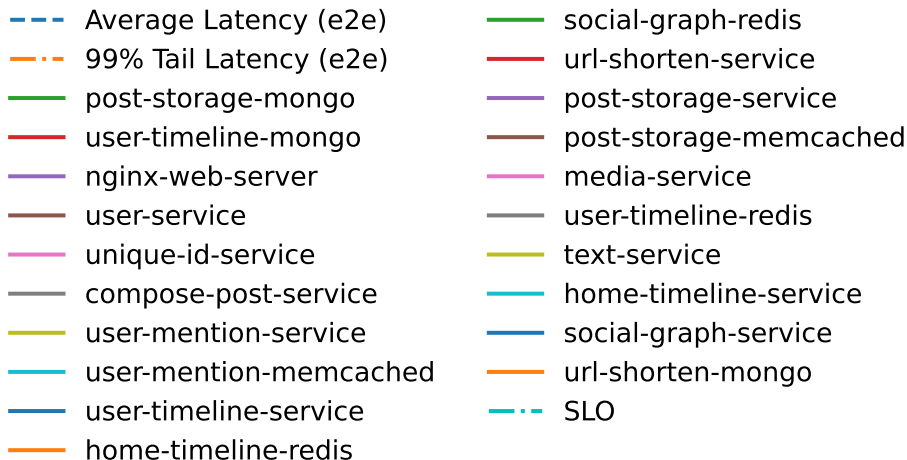 Average Latency (e2e)
99% Tail Latency (e2e)
post-storage-mongo
user-timeline-mongo
nginx-web-server
user-service
unique-id-service
compose-post-service
user-mention-service
user-mention-memcached
user-timeline-service
home-timeline-redis
social-graph-redis
url-shorten-service
post-storage-service
post-storage-memcached
media-service
user-timeline-redis
text-service
home-timeline-service
social-graph-service
url-shorten-mongo
SLO